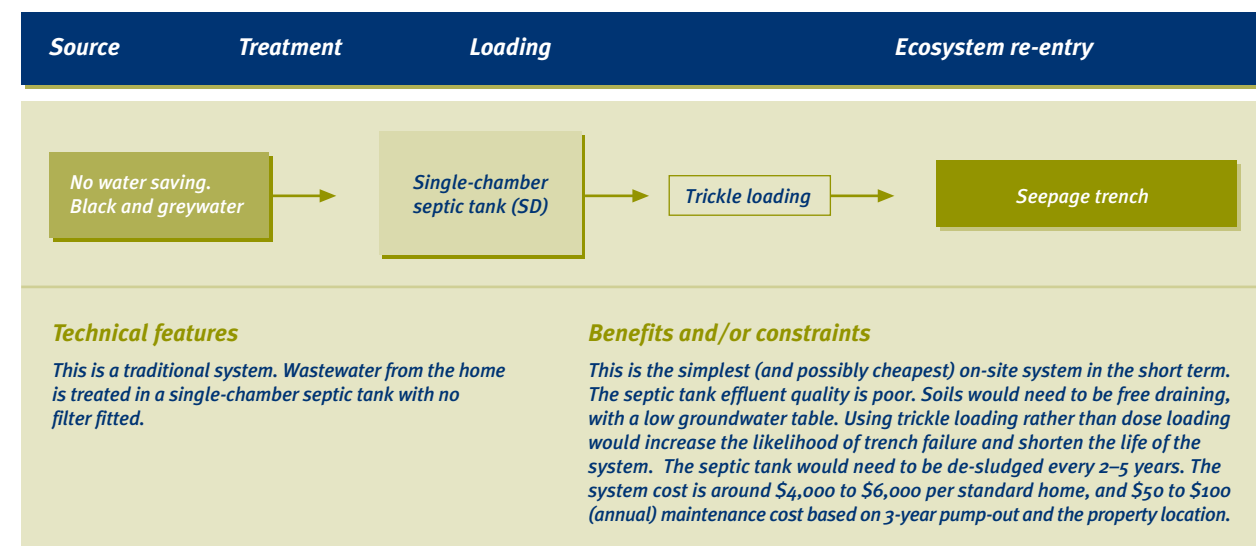 Source Treatment Loading Ecosystem re-entry
No water saving.
Black and greywater
Single-chamber
septic tank (SD)
Trickle loading
Seepage trench
Technical features
This is a traditional system. Wastewater from the home
is treated in a single-chamber septic tank with no
filter fitted.
Benefits and/or constraints
This is the simplest (and possibly cheapest) on-site system in the short term.
The septic tank effluent quality is poor. Soils would need to be free draining,
with a low groundwater table. Using trickle loading rather than dose loading
would increase the likelihood of trench failure and shorten the life of the
system. The septic tank would need to be de-sludged every 2–5 years. The
system cost is around $4,000 to $6,000 per standard home, and $50 to $100
(annual) maintenance cost based on 3-year pump-out and the property location.